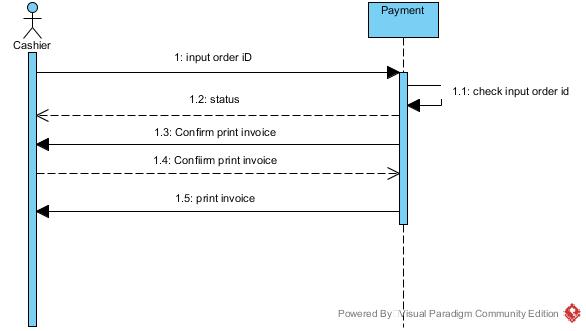 Payment
Cashier
1: input order iD
1.1: check input order id
1.2: status
1.3: Confirm print invoice
1.4: Confiirm print invoice
1.5: print invoice
Powered By Visual Paradigm Community Edition